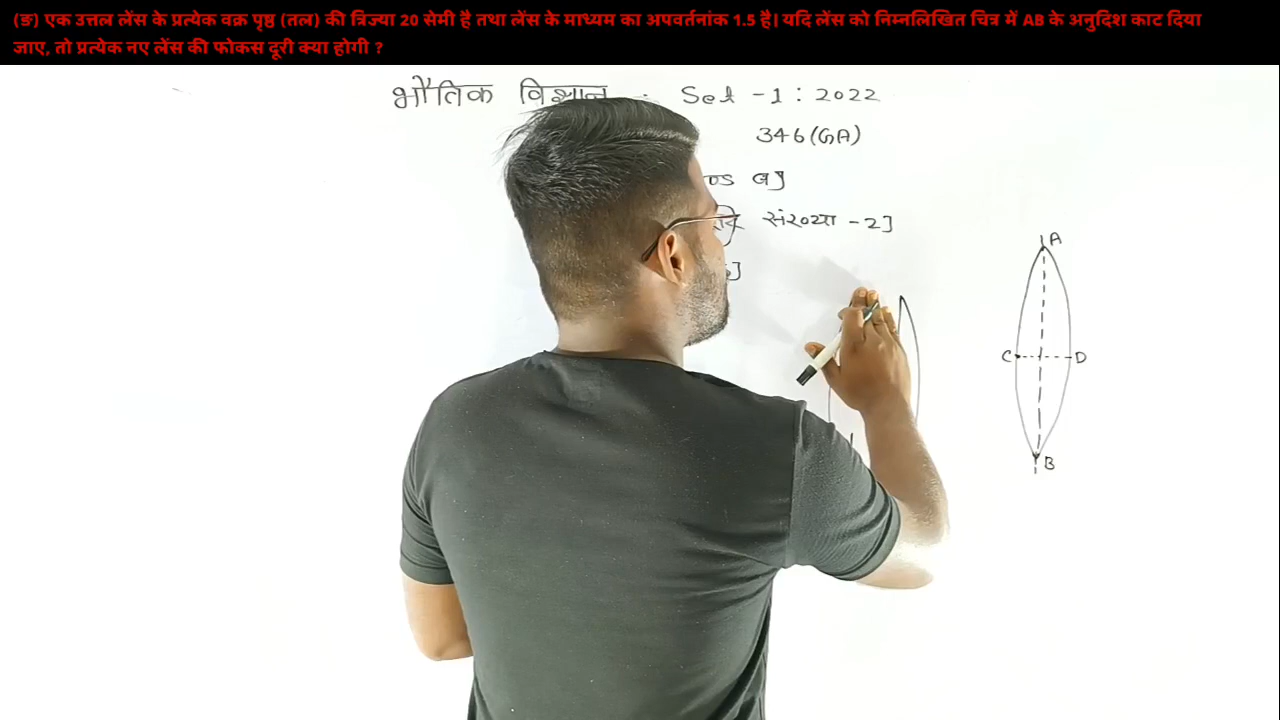 (ङ) एक उत्तल लेंस के प्रत्येक वक्र पृष्ठ (तल) की त्रिज्या 20 सेमी है तथा लेंस के माध्यम का अपवर्तनांक 1.5 है। यदि लेंस को निम्नलिखित चित्र में AB के अनुदिश काट दिया
जाए, तो प्रत्येक नए लेंस की फोकस दूरी क्या होगी ?
भौतिक विज्ञान Set -1 : 2022
346(GA)
संख्या -2]
A
C D
B